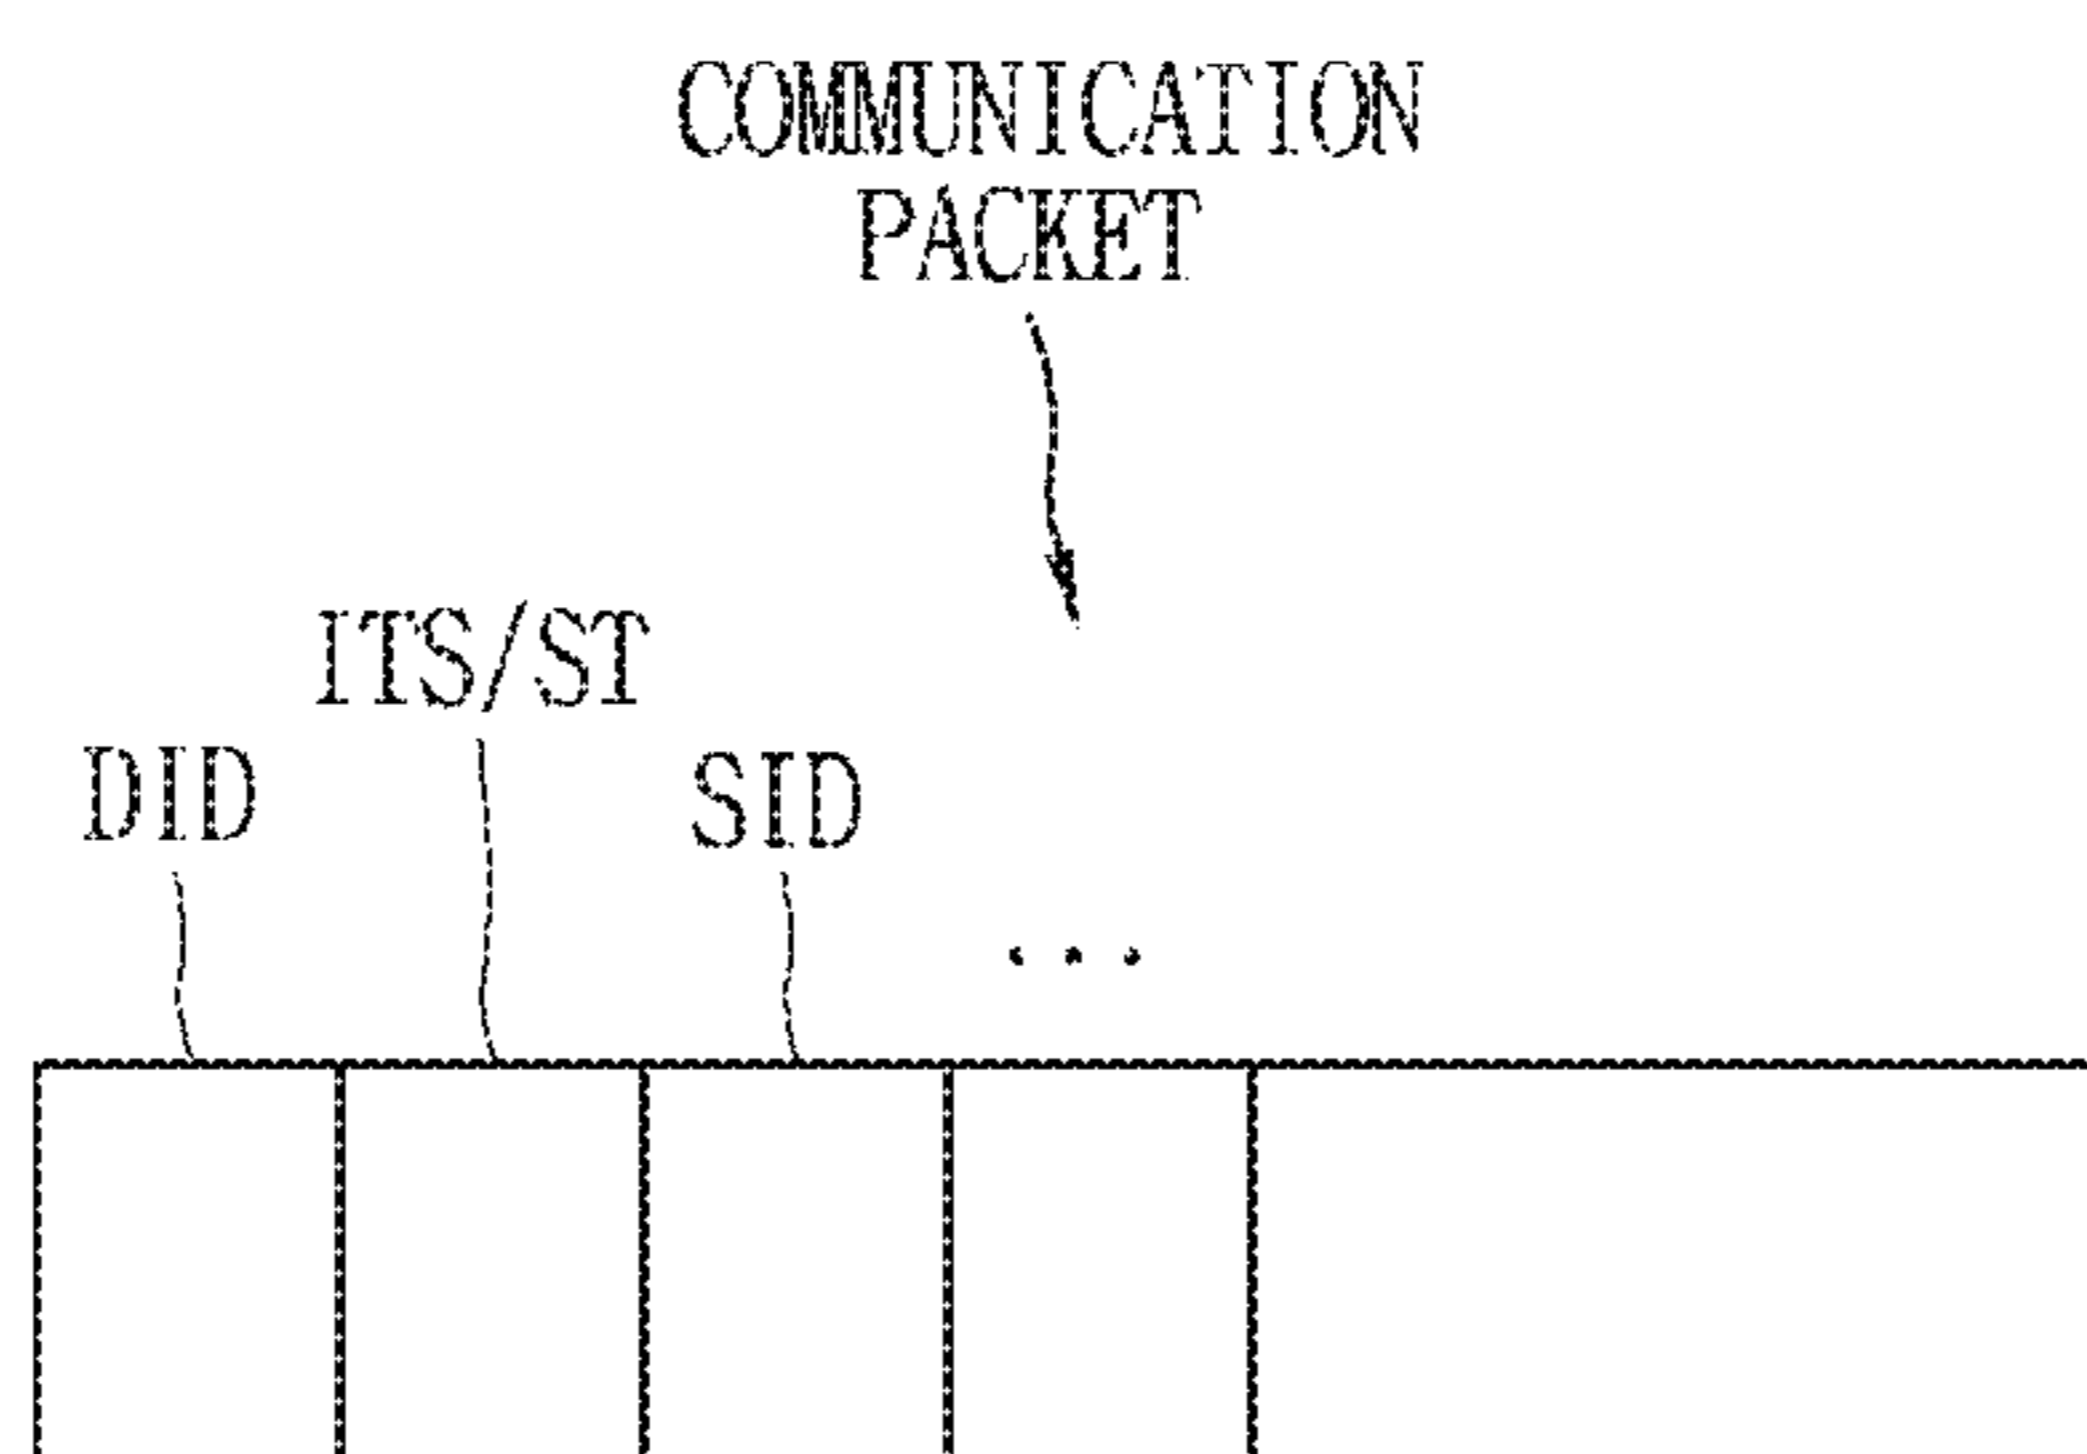 COMMUNICATION
PACKET
ITS/ST
DID
SID
...